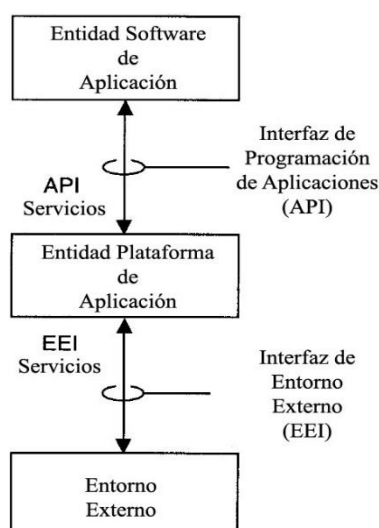 Entidad Software
de
Aplicación
Interfaz de
Programación
de Aplicaciones
(API)
API
Servicios
Entidad Plataforma
de
Aplicación
EEI
Servicios
Interfaz de
Entorno
Externo
(EEI)
Entorno
Externo